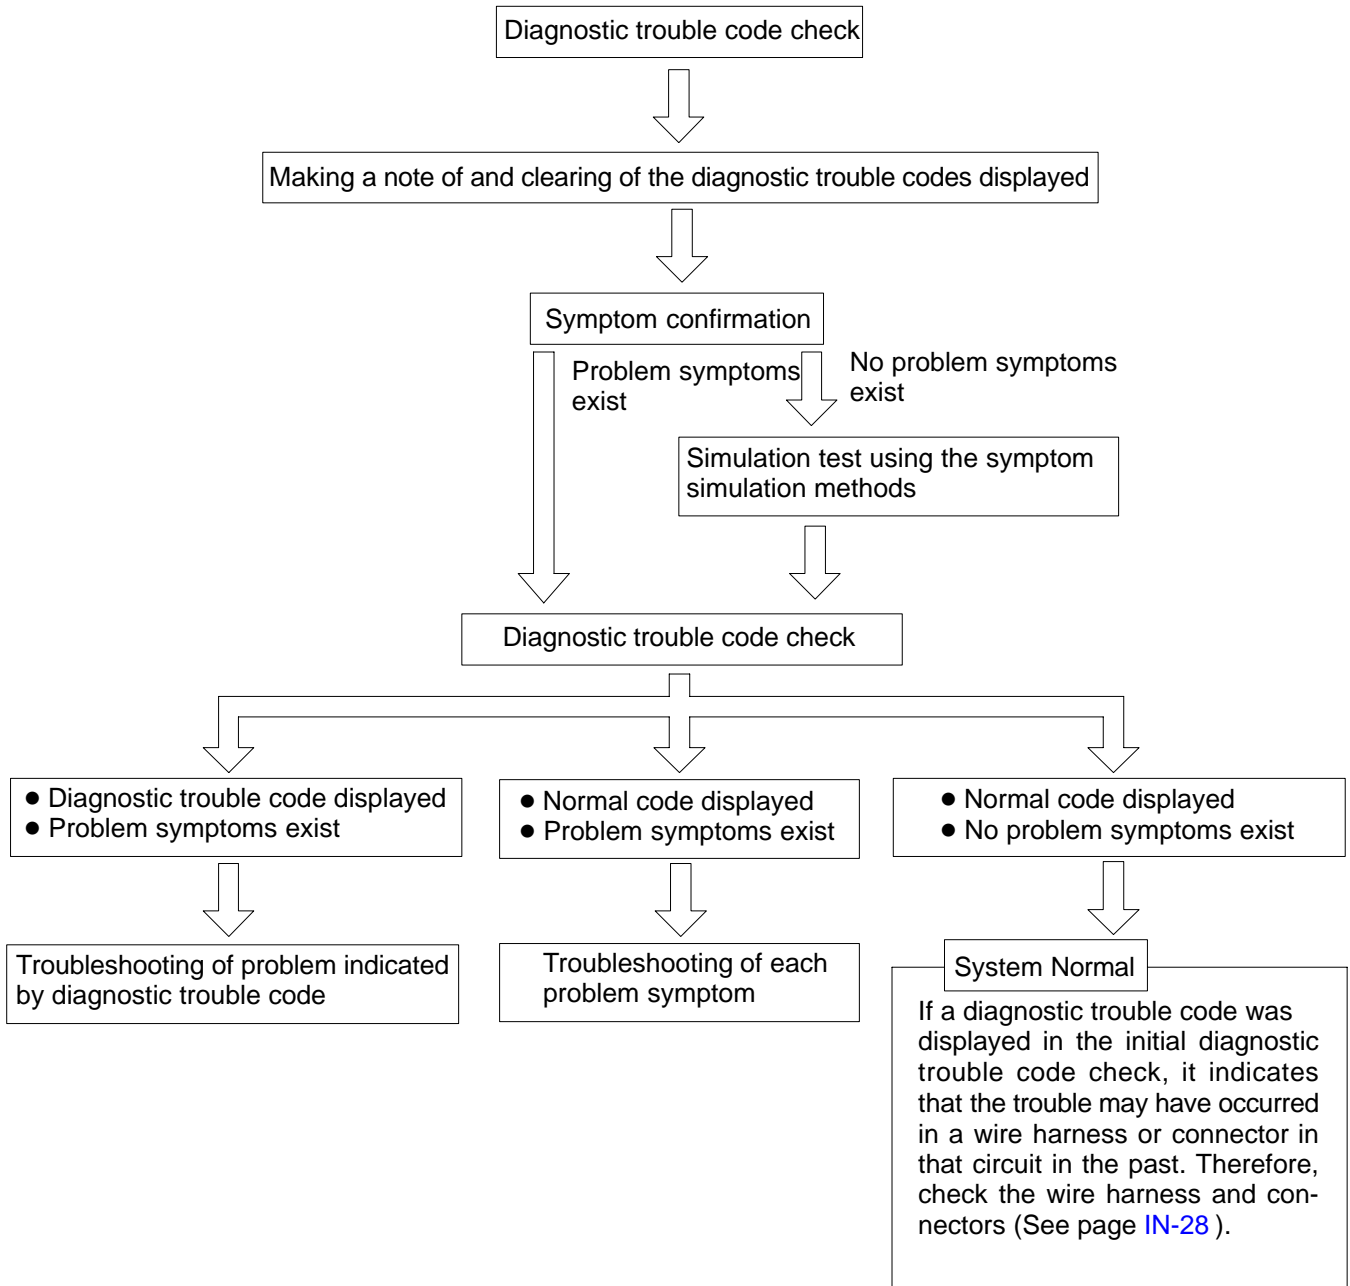 Diagnostic trouble code check
Making a note of and clearing of the diagnostic trouble codes displayed
Symptom confirmation
Problem symptoms
exist
No problem symptoms
exist
Simulation test using the symptom
simulation methods
Diagnostic trouble code check
● Diagnostic trouble code displayed
● Problem symptoms exist
● Normal code displayed
● Problem symptoms exist
● Normal code displayed
● No problem symptoms exist
Troubleshooting of problem indicated
by diagnostic trouble code
Troubleshooting of each
problem symptom
System Normal
If a diagnostic trouble code was
displayed in the initial diagnostic
trouble code check, it indicates
that the trouble may have occurred
in a wire harness or connector in
that circuit in the past. Therefore,
check the wire harness and con-
nectors (See page IN-28 ).